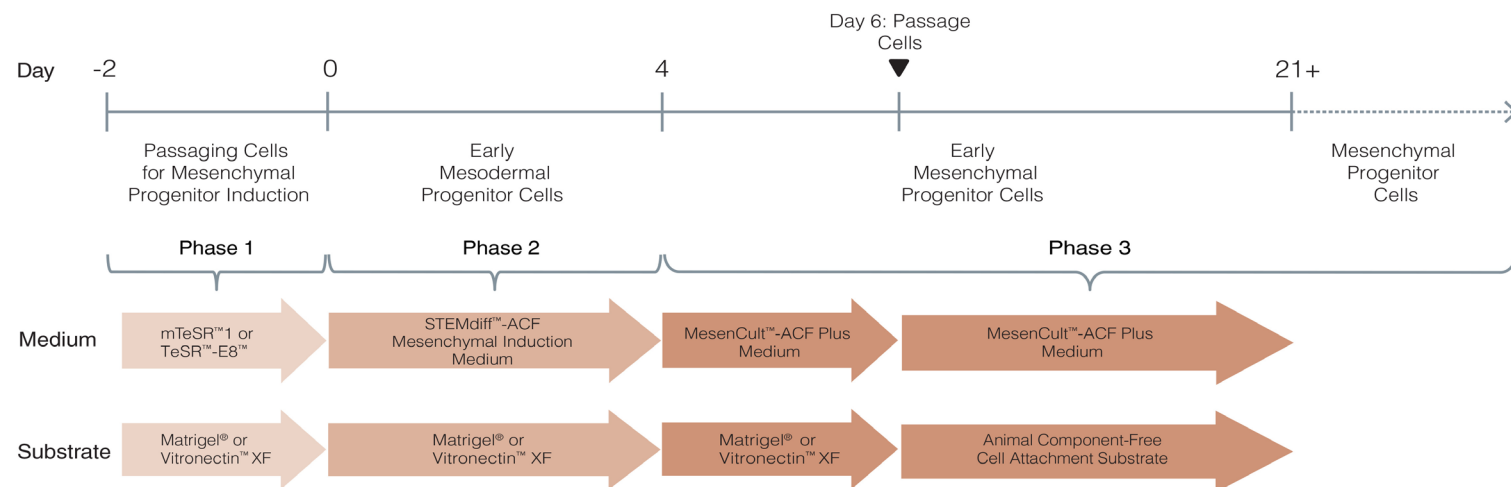 Day 6: Passage
Cells
Day -2 0 4 21+
Passaging Cells
for Mesenchymal
Progenitor Induction
Early
Mesodermal
Progenitor Cells
Early
Mesenchymal
Progenitor Cells
Mesenchymal
Progenitor
Cells
Phase 1 Phase 2 Phase 3
Medium
mTeSR™1 or
TeSR™-E8™
STEMdiff™-ACF
Mesenchymal Induction
Medium
MesenCult™-ACF Plus
Medium
MesenCult™-ACF Plus
Medium
Substrate
Matrigel® or
Vitronectin™ XF
Matrigel® or
Vitronectin™ XF
Matrigel® or
Vitronectin™ XF
Animal Component-Free
Cell Attachment Substrate